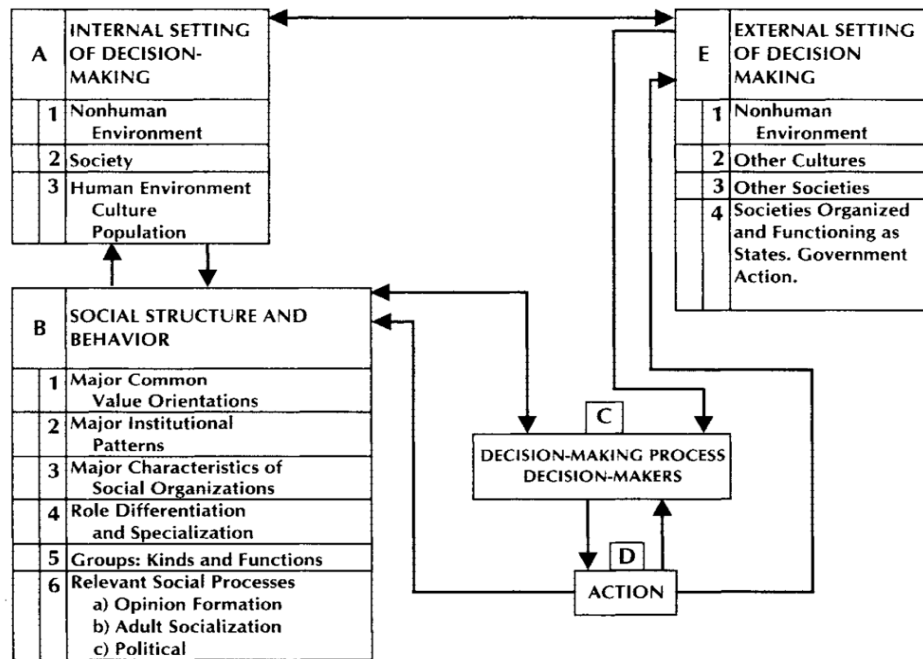 A
INTERNAL SETTING
OF DECISION-
MAKING
1 Nonhuman
Environment
2 Society
3 Human Environment
Culture
Population
E
EXTERNAL SETTING
OF DECISION
MAKING
1 Nonhuman
Environment
2 Other Cultures
3 Other Societies
4 Societies Organized
and Functioning as
States. Government
Action.
B
SOCIAL STRUCTURE AND
BEHAVIOR
1 Major Common
Value Orientations
2 Major Institutional
Patterns
3 Major Characteristics of
Social Organizations
4 Role Differentiation
and Specialization
5 Groups: Kinds and Functions
6 Relevant Social Processes
a) Opinion Formation
b) Adult Socialization
c) Political
C
DECISION-MAKING PROCESS
DECISION-MAKERS
D
ACTION